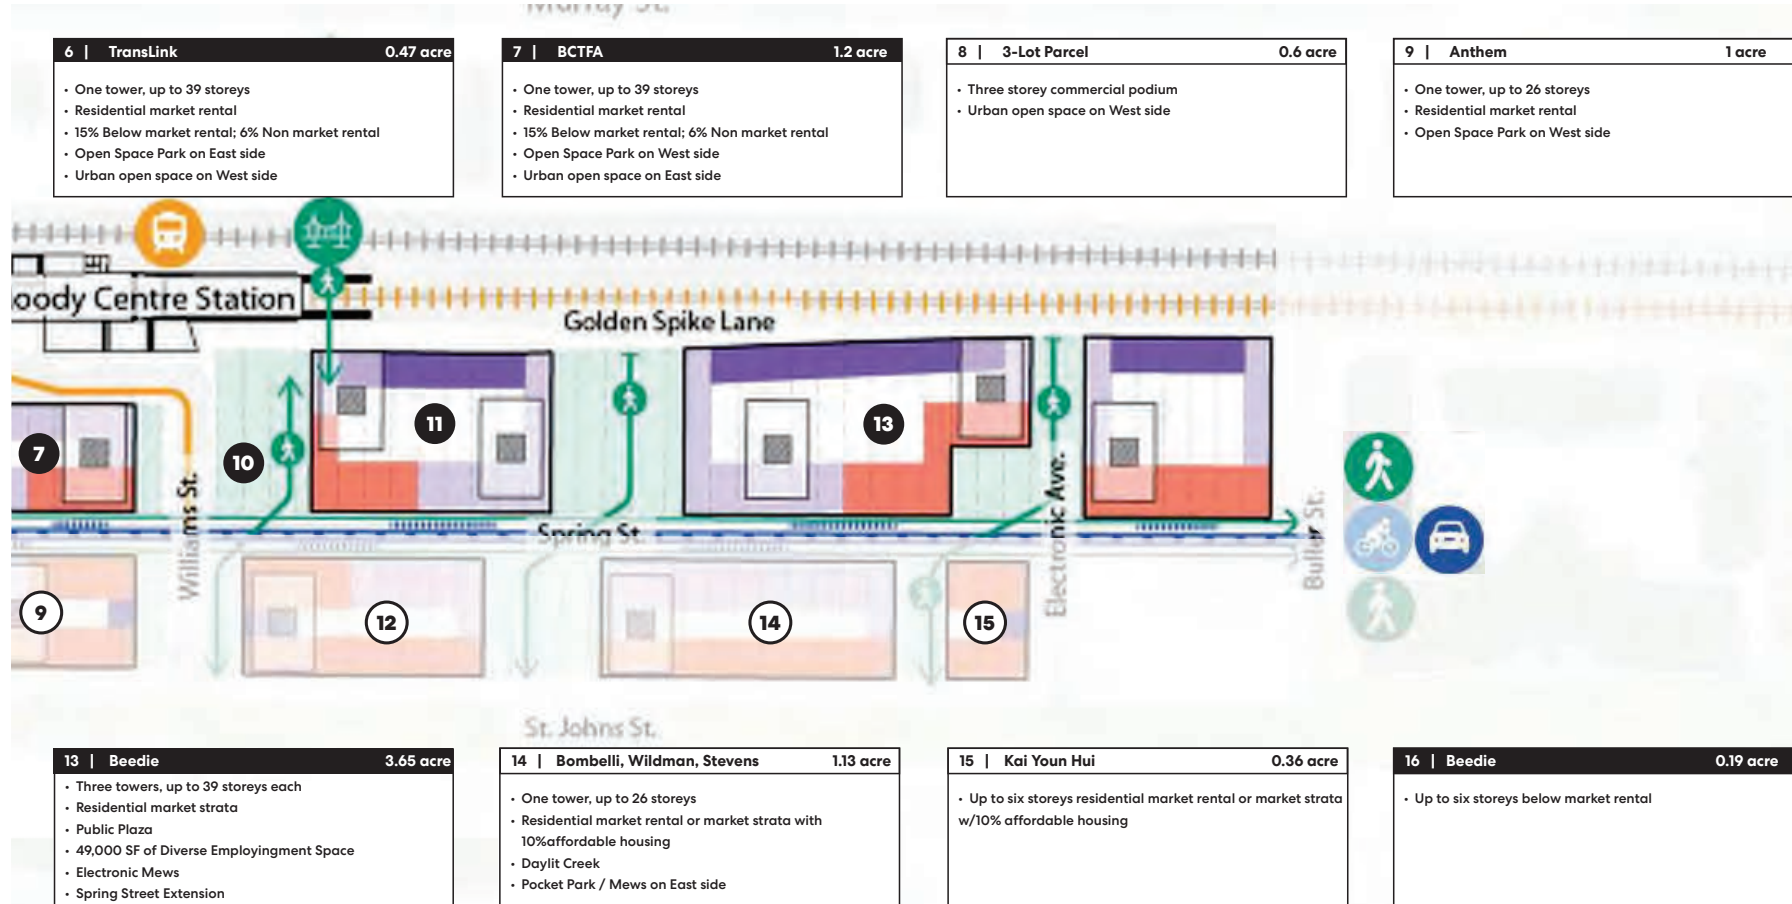 Murray St.
6 | TransLink 0.47 acre
• One tower, up to 39 storeys
• Residential market rental
• 15% Below market rental; 6% Non market rental
• Open Space Park on East side
• Urban open space on West side
7 | BCTFA 1.2 acre
• One tower, up to 39 storeys
• Residential market rental
• 15% Below market rental; 6% Non market rental
• Open Space Park on West side
• Urban open space on East side
8 | 3-Lot Parcel 0.6 acre
• Three storey commercial podium
• Urban open space on West side
9 | Anthem 1 acre
• One tower, up to 26 storeys
• Residential market rental
• Open Space Park on West side
oody Centre Station
Golden Spike Lane
7
10
11
13
Williams St.
Spring St.
Electronic Ave.
Buller St.
9
12
14
15
St. Johns St.
13 | Beedie 3.65 acre
• Three towers, up to 39 storeys each
• Residential market strata
• Public Plaza
• 49,000 SF of Diverse Employingment Space
• Electronic Mews
• Spring Street Extension
14 | Bombelli, Wildman, Stevens 1.13 acre
• One tower, up to 26 storeys
• Residential market rental or market strata with
10%affordable housing
• Daylit Creek
• Pocket Park / Mews on East side
15 | Kai Youn Hui 0.36 acre
• Up to six storeys residential market rental or market strata
w/10% affordable housing
16 | Beedie 0.19 acre
• Up to six storeys below market rental